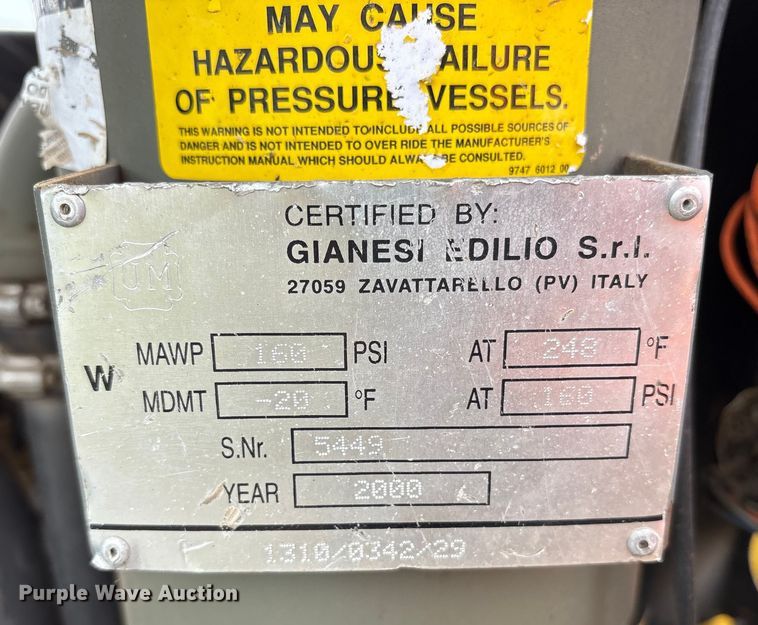 MAY CAUSE
HAZARDOUS FAILURE
OF PRESSURE VESSELS.
THIS WARNING IS NOT INTENDED TO INCLUDE ALL POSSIBLE SOURCES OF
DANGER AND IS NOT INTENDED TO OVER RIDE THE MANUFACTURER'S
INSTRUCTION MANUAL WHICH SHOULD ALWAYS BE CONSULTED.
9747 6012 00
CERTIFIED BY:
GIANESI EDILIO S.r.l.
27059 ZAVATTARELLO (PV) ITALY
UM
W MAWP 160 PSI AT 248 °F
MDMT -20 °F AT 160 PSI
S.Nr. 5449
YEAR 2000
1310/0342/29
Purple Wave Auction